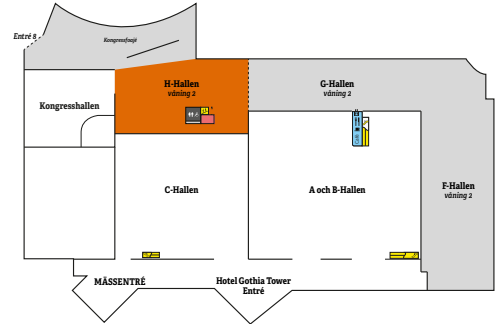 Entré 8
Kongressfoajé
H-Hallen
våning 2
G-Hallen
våning 2
Kongresshallen
Café
C-Hallen
A och B-Hallen
F-Hallen
våning 2
MÄSSENTRÉ
Hotel Gothia Tower
Entré